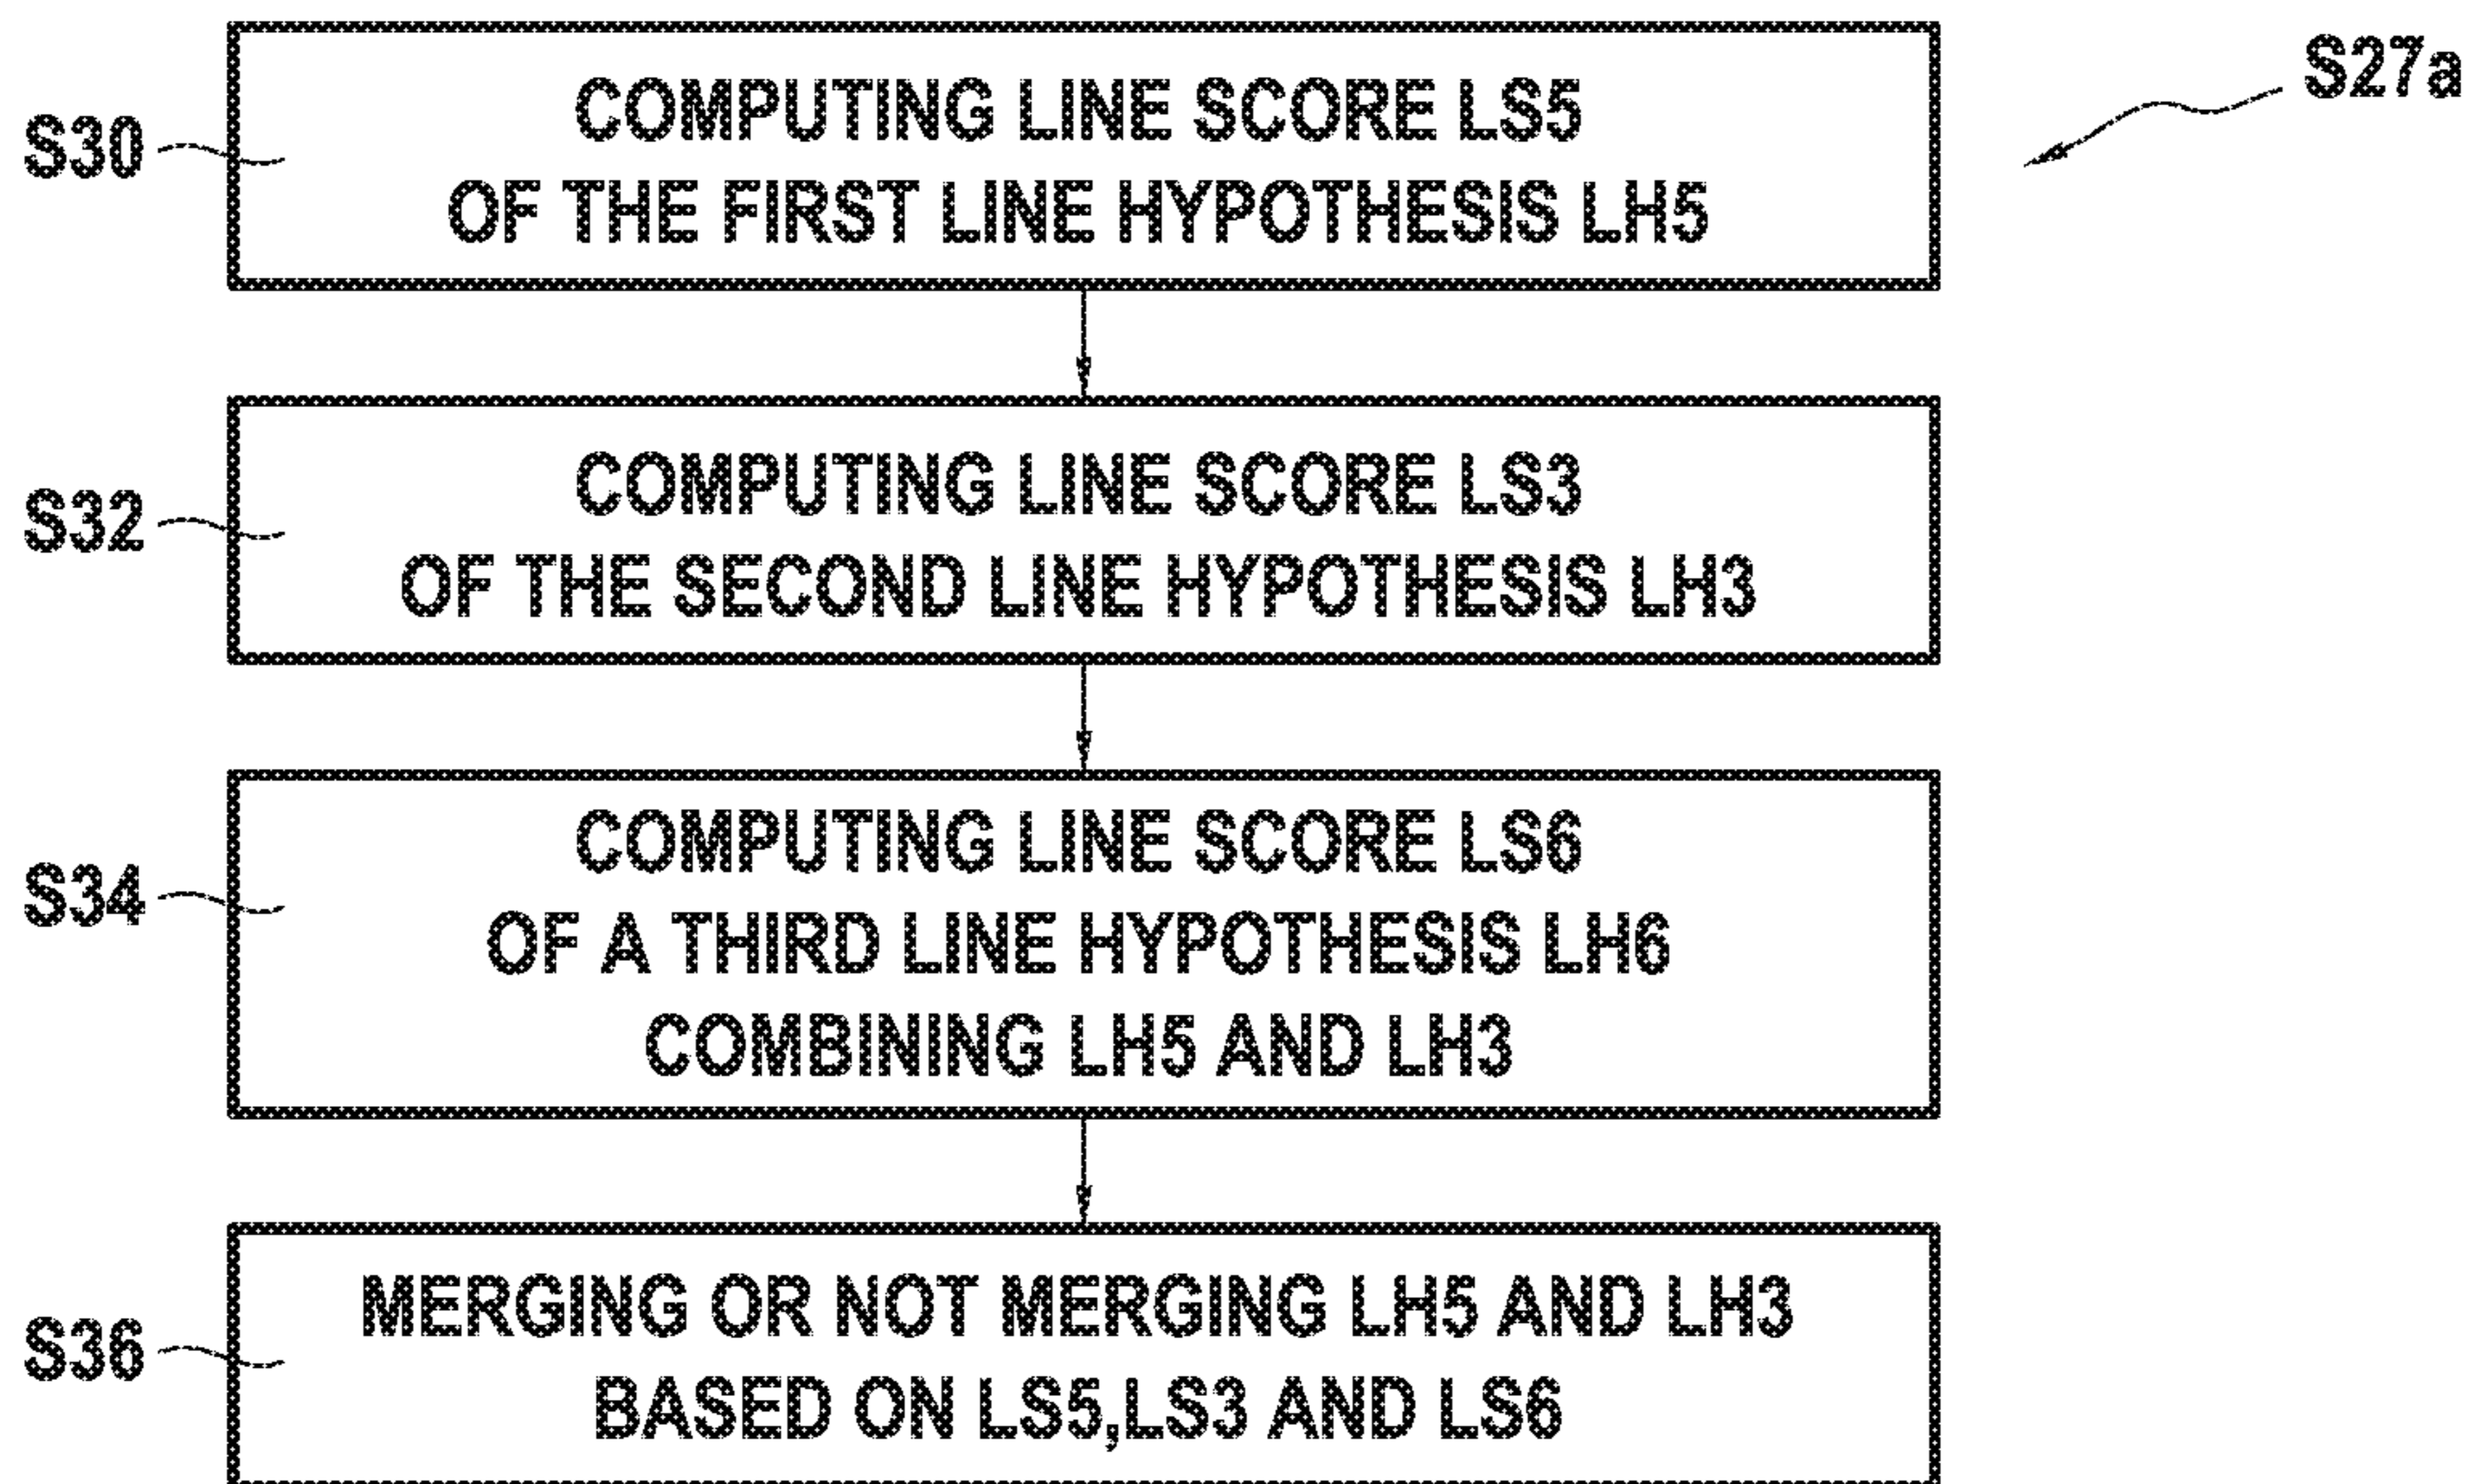 S27a
S30
COMPUTING LINE SCORE LS5
OF THE FIRST LINE HYPOTHESIS LH5
S32
COMPUTING LINE SCORE LS3
OF THE SECOND LINE HYPOTHESIS LH3
S34
COMPUTING LINE SCORE LS6
OF A THIRD LINE HYPOTHESIS LH6
COMBINING LH5 AND LH3
S36
MERGING OR NOT MERGING LH5 AND LH3
BASED ON LS5,LS3 AND LS6